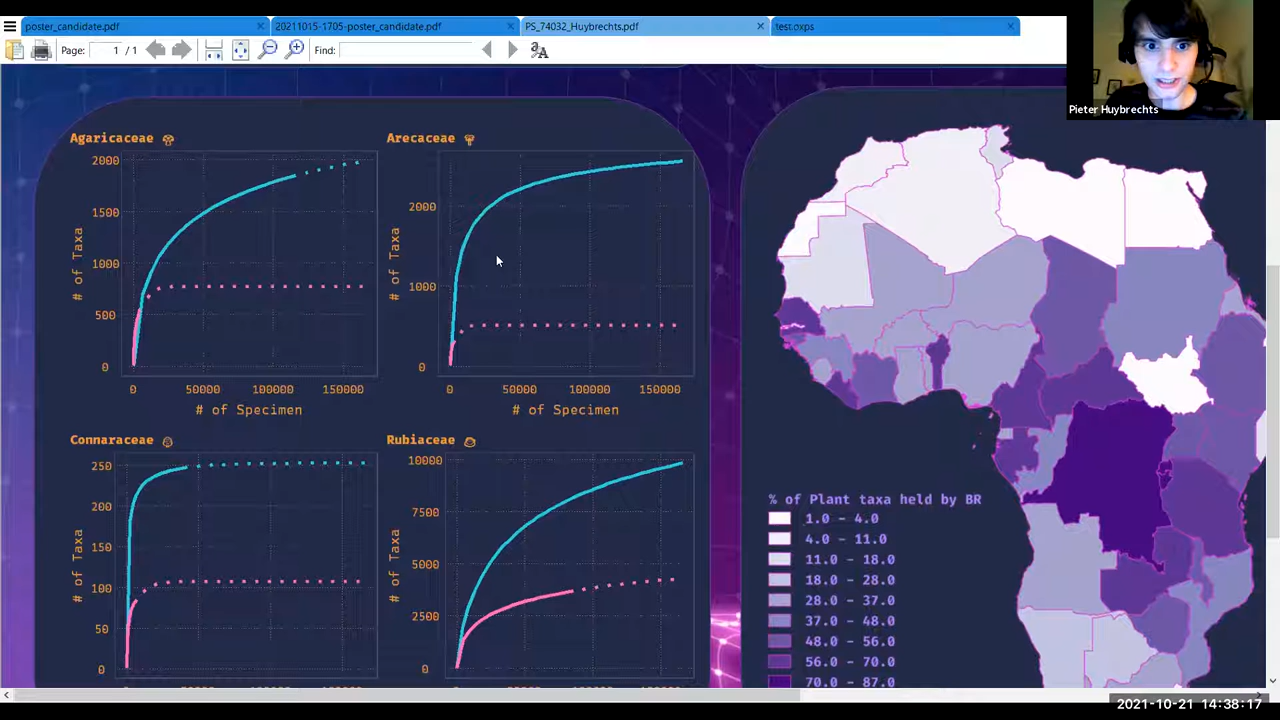 poster_candidate.pdf
20211015-1705-poster_candidate.pdf
PS_74032_Huybrechts.pdf
test.oxps
Page: 1 / 1
Find:
Pieter Huybrechts
Agaricaceae
2000
1500
1000
500
0
# of Taxa
0 50000 100000 150000
# of Specimen
Arecaceae
2000
1000
0
# of Taxa
0 50000 100000 150000
# of Specimen
Connaraceae
250
200
150
100
50
0
# of Taxa
Rubiaceae
10000
7500
5000
2500
0
# of Taxa
% of Plant taxa held by BR
1.0 - 4.0
4.0 - 11.0
11.0 - 18.0
18.0 - 28.0
28.0 - 37.0
37.0 - 48.0
48.0 - 56.0
56.0 - 70.0
70.0 - 87.0
2021-10-21 14:38:17